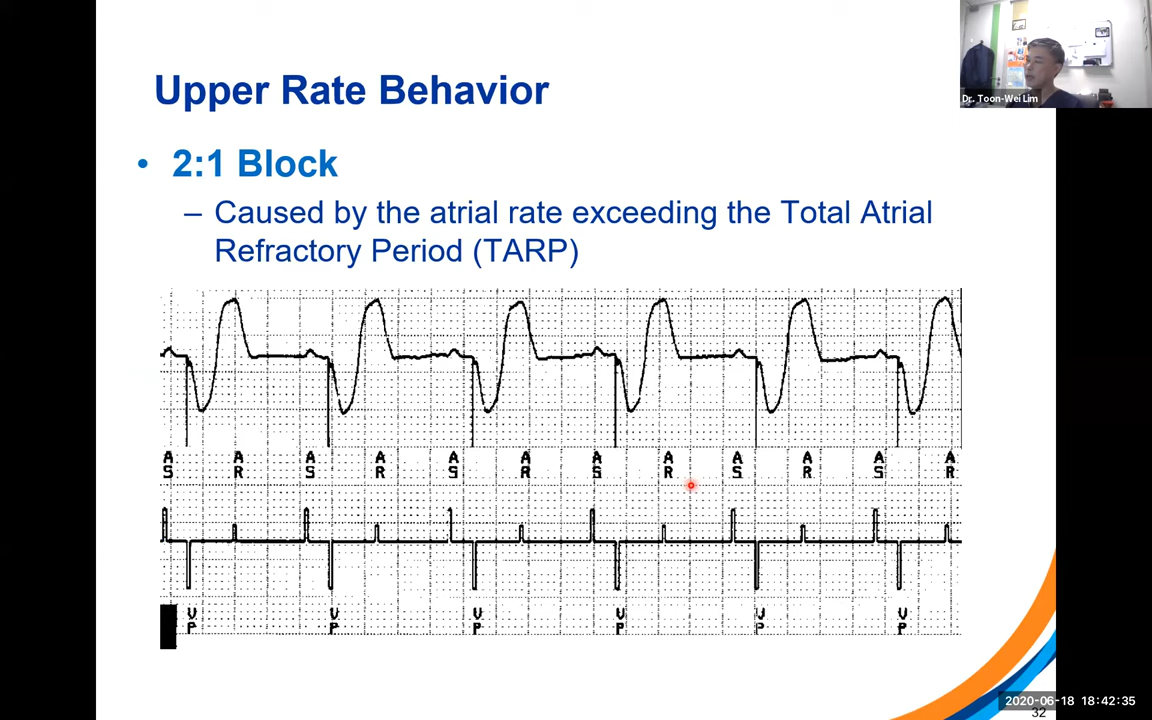 Upper Rate Behavior
Dr. Toon-Wei Lim
• 2:1 Block
– Caused by the atrial rate exceeding the Total Atrial
Refractory Period (TARP)
A A A A A A A A A A A A
S R S R S R S R S R S R
V V V V V V
P P P P P P
2020-06-18 18:42:35
32